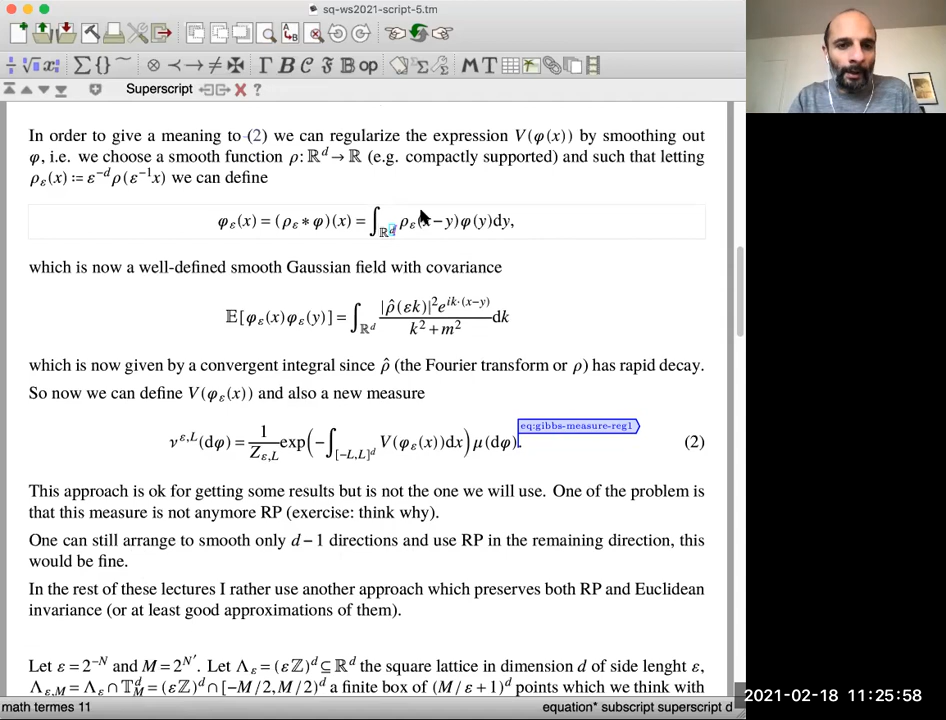 sq-ws2021-script-5.tm
Superscript
In order to give a meaning to (2) we can regularize the expression V(φ(x)) by smoothing out
φ, i.e. we choose a smooth function ρ: ℝ^d → ℝ (e.g. compactly supported) and such that letting
ρ_ε(x) ≔ ε^{-d}ρ(ε^{-1}x) we can define
φ_ε(x) = (ρ_ε ∗ φ)(x) = ∫_{ℝ^d} ρ_ε(x−y)φ(y)dy,
which is now a well-defined smooth Gaussian field with covariance
𝔼[φ_ε(x)φ_ε(y)] = ∫_{ℝ^d} |ρ̂(εk)|^2 e^{ik·(x−y)} / (k^2+m^2) dk
which is now given by a convergent integral since ρ̂ (the Fourier transform or ρ) has rapid decay.
So now we can define V(φ_ε(x)) and also a new measure
eq:gibbs-measure-reg1
ν^{ε,L}(dφ) = 1/Z_{ε,L} exp(−∫_{[−L,L]^d} V(φ_ε(x))dx) μ(dφ). (2)
This approach is ok for getting some results but is not the one we will use. One of the problem is
that this measure is not anymore RP (exercise: think why).
One can still arrange to smooth only d−1 directions and use RP in the remaining direction, this
would be fine.
In the rest of these lectures I rather use another approach which preserves both RP and Euclidean
invariance (or at least good approximations of them).
Let ε = 2^{−N} and M = 2^{N′}. Let Λ_ε = (εℤ)^d ⊆ ℝ^d the square lattice in dimension d of side lenght ε,
Λ_{ε,M} = Λ_ε ∩ 𝕋_M^d = (εℤ)^d ∩ [−M/2, M/2)^d a finite box of (M/ε+1)^d points which we think with
math termes 11
equation* subscript superscript d
2021-02-18 11:25:58